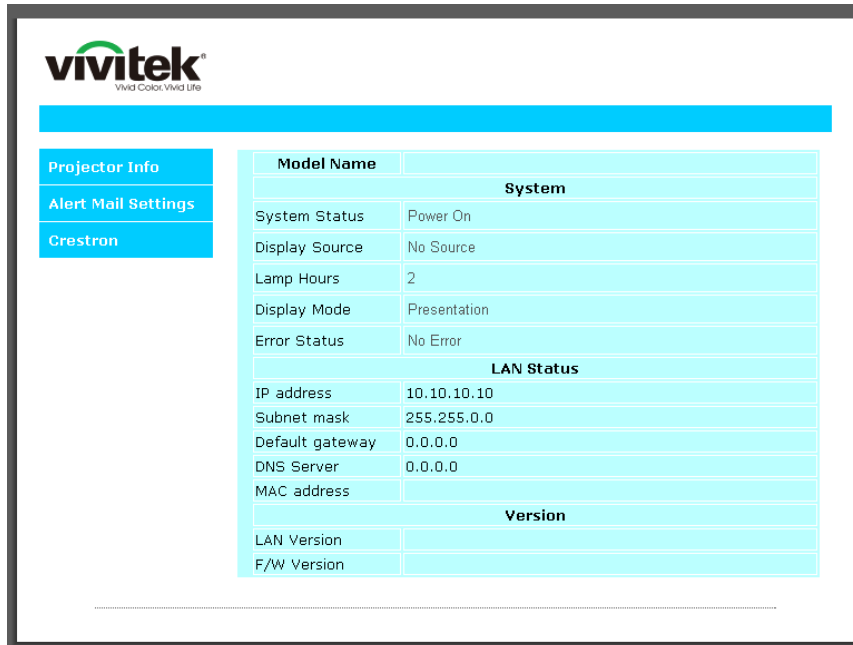 vivitek®
Vivid Color, Vivid Life
Projector Info
Alert Mail Settings
Crestron
Model Name
System
System Status Power On
Display Source No Source
Lamp Hours 2
Display Mode Presentation
Error Status No Error
LAN Status
IP address 10.10.10.10
Subnet mask 255.255.0.0
Default gateway 0.0.0.0
DNS Server 0.0.0.0
MAC address
Version
LAN Version
F/W Version